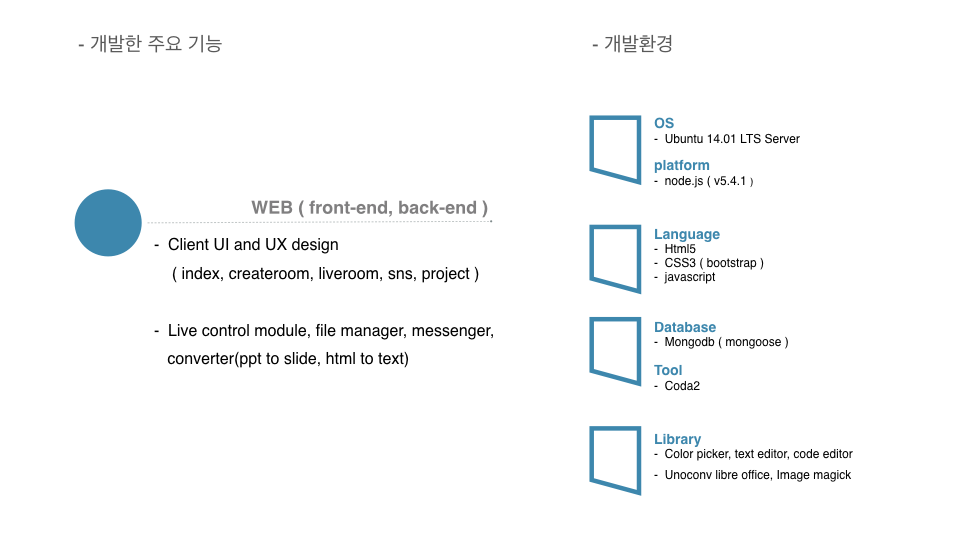 - 개발한 주요 기능
WEB ( front-end, back-end )
- Client UI and UX design
( index, createroom, liveroom, sns, project )
- Live control module, file manager, messenger,
converter(ppt to slide, html to text)
- 개발환경
OS
- Ubuntu 14.01 LTS Server
platform
- node.js ( v5.4.1 )
Language
- Html5
- CSS3 ( bootstrap )
- javascript
Database
- Mongodb ( mongoose )
Tool
- Coda2
Library
- Color picker, text editor, code editor
- Unoconv libre office, Image magick